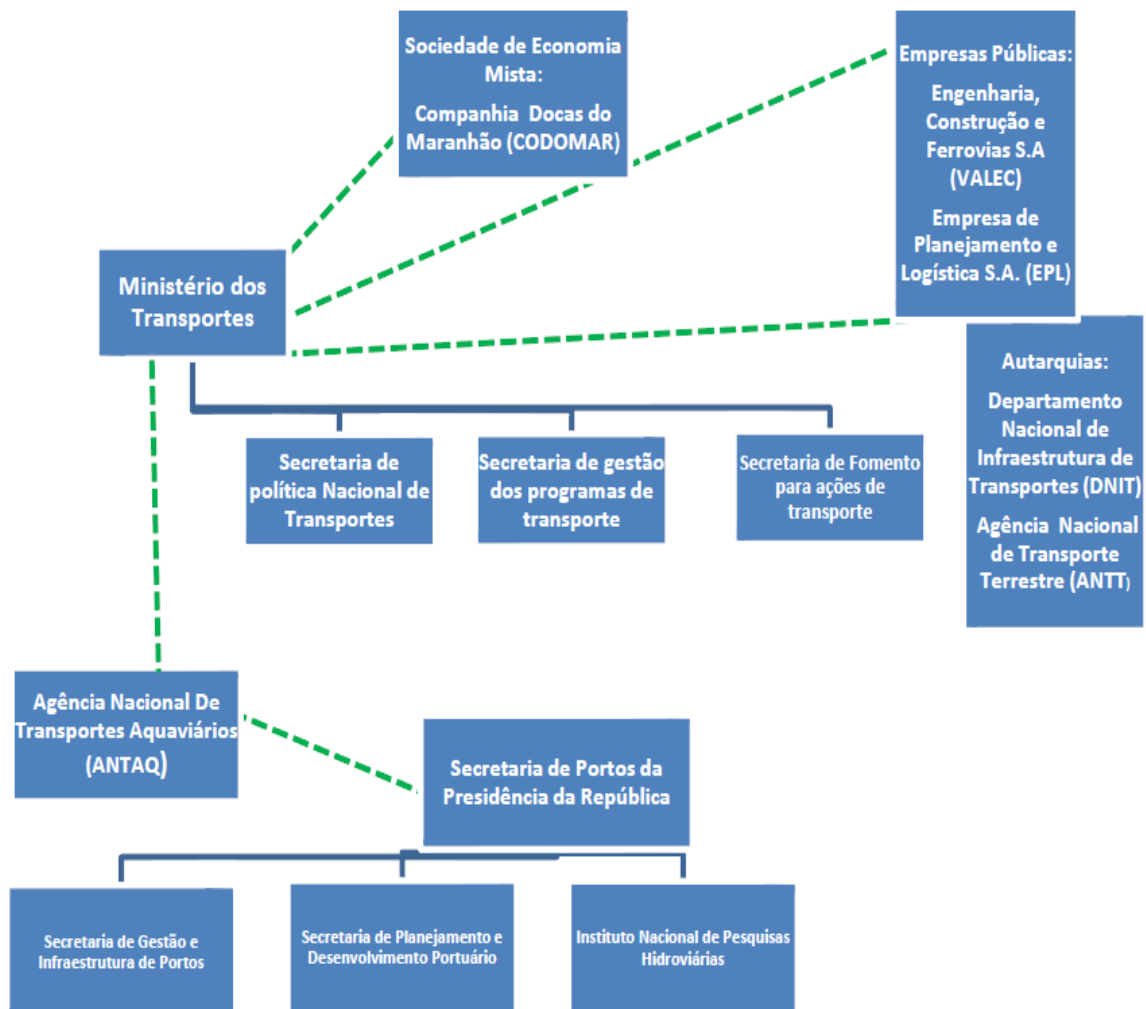 Sociedade de Economia
Mista:
Companhia Docas do
Maranhão (CODOMAR)
Empresas Públicas:
Engenharia,
Construção e
Ferrovias S.A
(VALEC)
Empresa de
Planejamento e
Logística S.A. (EPL)
Ministério dos
Transportes
Autarquias:
Departamento
Nacional de
Infraestrutura de
Transportes (DNIT)
Agência Nacional
de Transporte
Terrestre (ANTT)
Secretaria de
política Nacional de
Transportes
Secretaria de gestão
dos programas de
transporte
Secretaria de Fomento
para ações de
transporte
Agência Nacional De
Transportes Aquaviários
(ANTAQ)
Secretaria de Portos da
Presidência da República
Secretaria de Gestão e
Infraestrutura de Portos
Secretaria de Planejamento e
Desenvolvimento Portuário
Instituto Nacional de Pesquisas
Hidroviárias